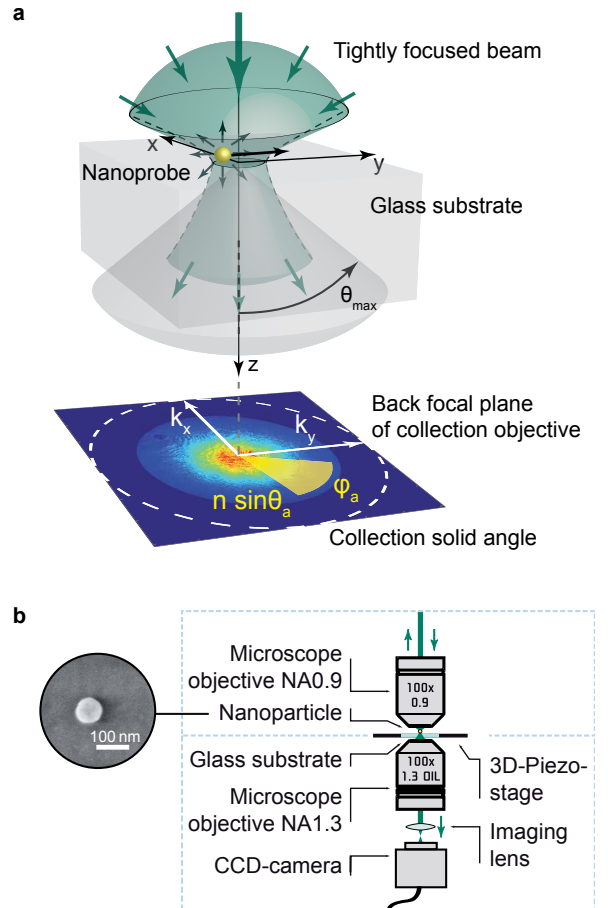 a
Tightly focused beam
x
y
Nanoprobe
Glass substrate
θmax
z
kx
ky
Back focal plane
of collection objective
n sinθa
φa
Collection solid angle
b
Microscope
objective NA0.9
100x
0.9
Nanoparticle
100 nm
Glass substrate
100x
1.3 OIL
3D-Piezo-
stage
Microscope
objective NA1.3
Imaging
lens
CCD-camera